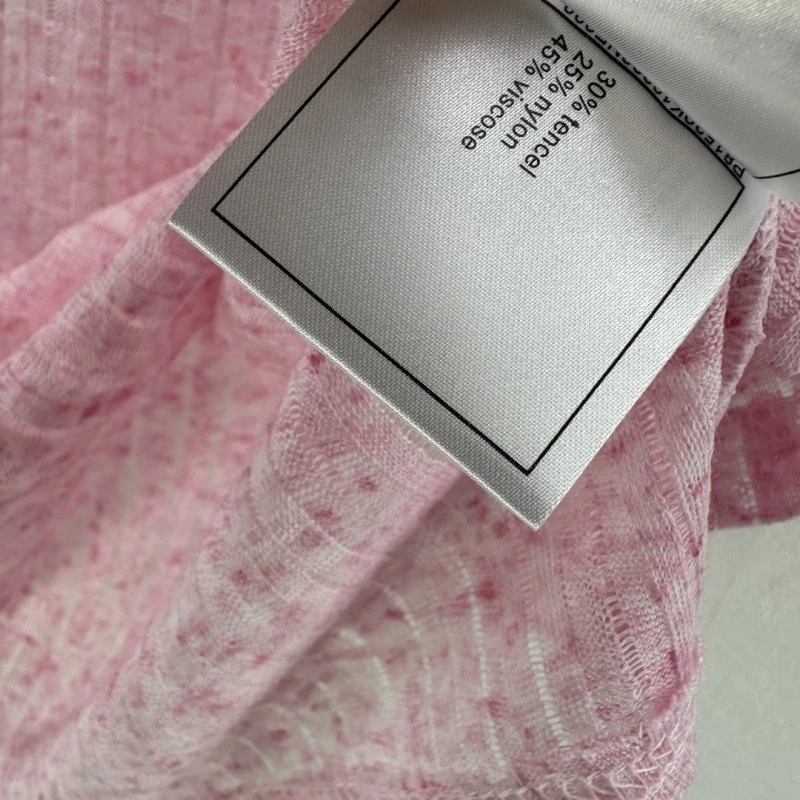 30% tencel
25% nylon
45% viscose